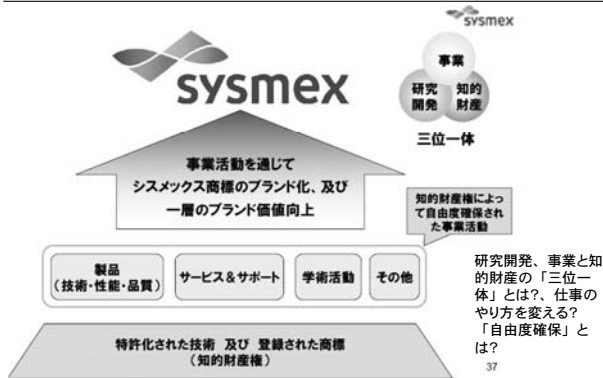 sysmex
sysmex
事業
研究
開発
知的
財産
三位一体
事業活動を通じて
シスメックス商標のブランド化、及び
一層のブランド価値向上
知的財産権によっ
て自由度確保され
た事業活動
製品
(技術・性能・品質)
サービス&サポート
学術活動
その他
特許化された技術 及び 登録された商標
(知的財産権)
研究開発、事業と知
的財産の「三位一
体」とは?、仕事の
やり方を変える?
「自由度確保」と
は?
37